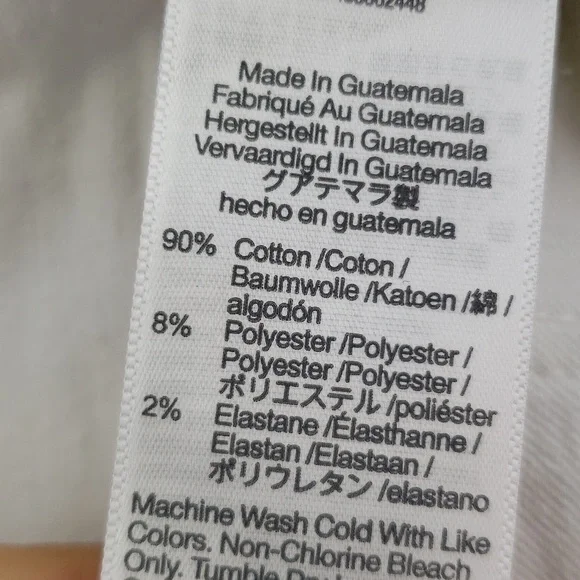 Made In Guatemala
Fabriqué Au Guatemala
Hergestellt In Guatemala
Vervaardigd In Guatemala
グアテマラ製
hecho en guatemala
90% Cotton /Coton /
Baumwolle /Katoen /綿 /
algodón
8% Polyester /Polyester /
Polyester /Polyester /
ポリエステル /poliéster
2% Elastane /Élasthanne /
Elastan /Elastaan /
ポリウレタン /elastano
Machine Wash Cold With Like
Colors. Non-Chlorine Bleach
Only. Tumble